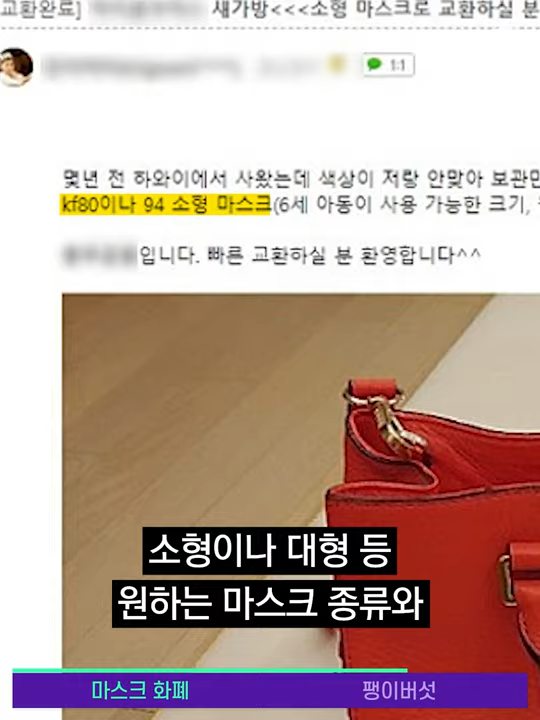 교환완료] 새가방<<<소형 마스크로 교환하실 분
1:1
몇년 전 하와이에서 사왔는데 색상이 저랑 안맞아 보관만
kf80이나 94 소형 마스크(6세 아동이 사용 가능한 크기,
입니다. 빠른 교환하실 분 환영합니다^^
소형이나 대형 등
원하는 마스크 종류와
마스크 화폐 팽이버섯